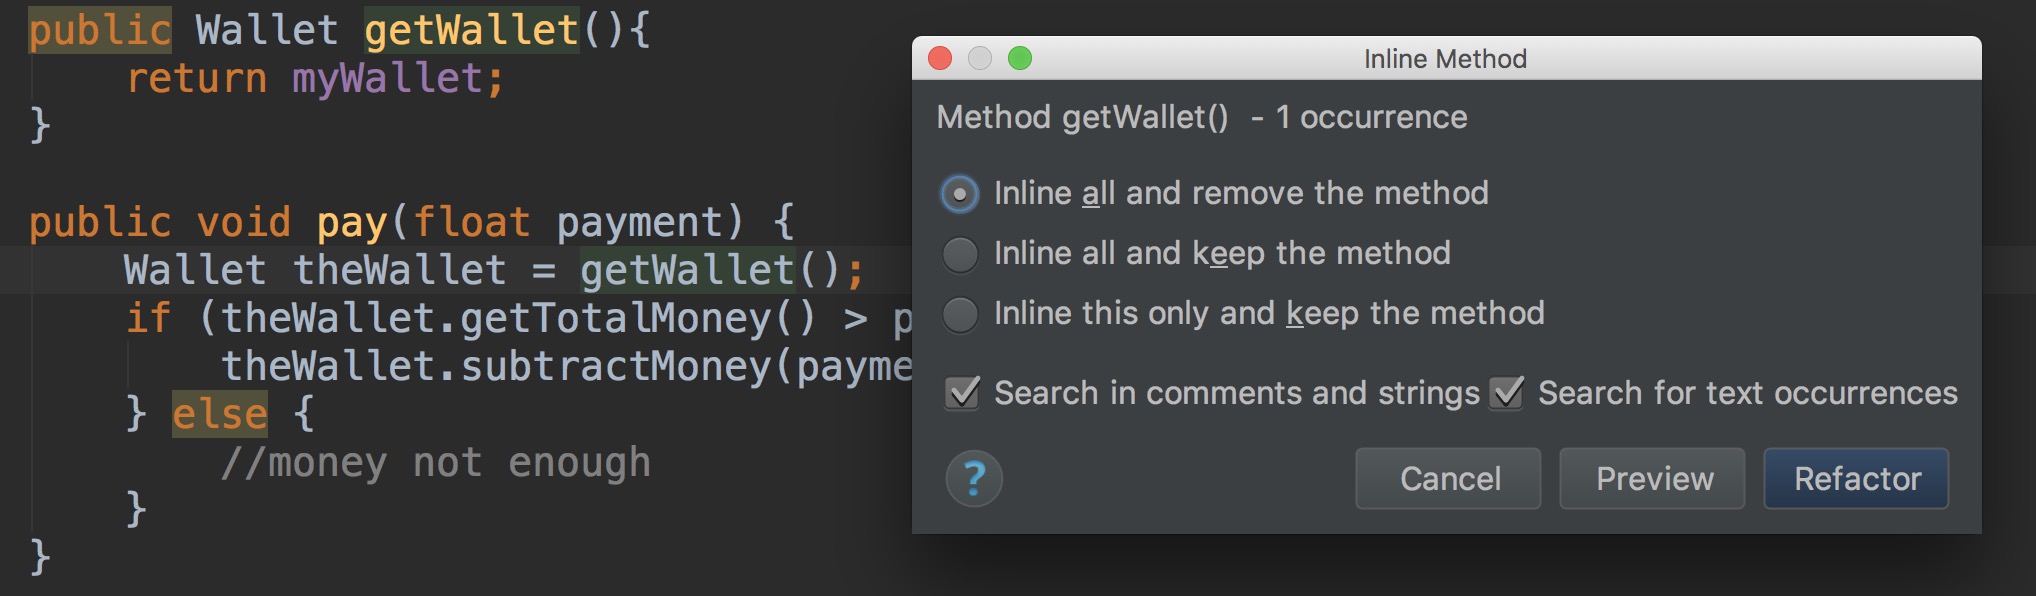 public Wallet getWallet(){
return myWallet;
}
public void pay(float payment) {
Wallet theWallet = getWallet();
if (theWallet.getTotalMoney() > p
theWallet.subtractMoney(payme
} else {
//money not enough
}
}
Inline Method
Method getWallet() - 1 occurrence
Inline all and remove the method
Inline all and keep the method
Inline this only and keep the method
Search in comments and strings Search for text occurrences
? Cancel Preview Refactor